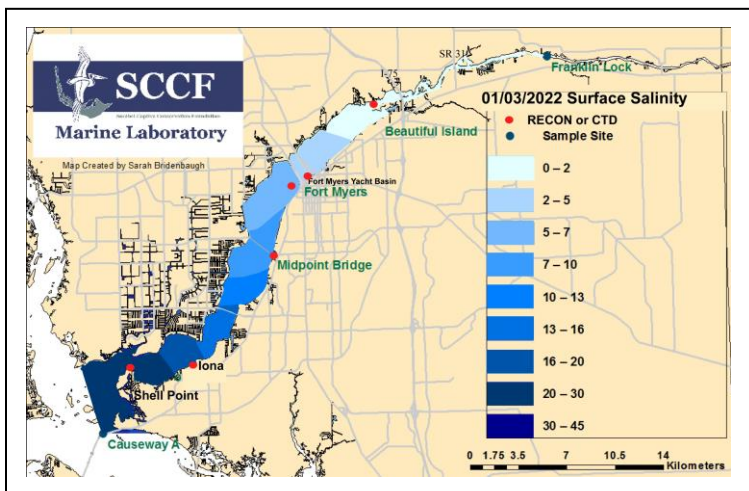 SCCF
Marine Laboratory
Map Created by Sarah Bridenbaugh
SR 31
I-75
Franklin Lock
01/03/2022 Surface Salinity
RECON or CTD
Sample Site
Beautiful Island
Fort Myers Yacht Basin
Fort Myers
Midpoint Bridge
Iona
Shell Point
Causeway A
0 – 2
2 – 5
5 – 7
7 – 10
10 – 13
13 – 16
16 – 20
20 – 30
30 – 45
0 1.75 3.5 7 10.5 14
Kilometers